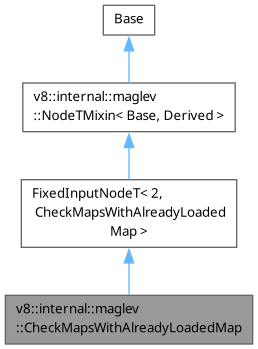 Base
v8::internal::maglev
::NodeTMixin< Base, Derived >
FixedInputNodeT< 2,
CheckMapsWithAlreadyLoaded
Map >
v8::internal::maglev
::CheckMapsWithAlreadyLoadedMap